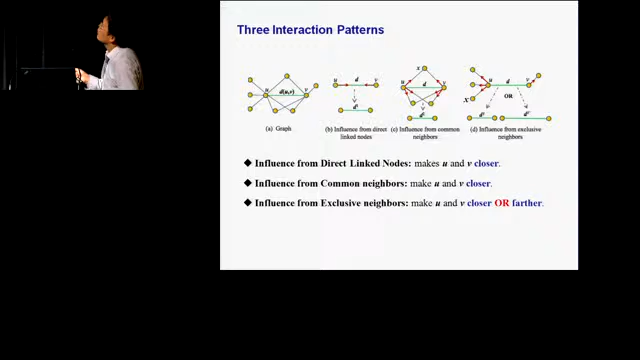 Three Interaction Patterns
u d(u,v) v
u d v
x
u d v
u d v
OR
X
(a) Graph
(b) Influence from direct linked nodes
(c) Influence from common neighbors
(d) Influence from exclusive neighbors
◆ Influence from Direct Linked Nodes: makes u and v closer.
◆ Influence from Common neighbors: make u and v closer.
◆ Influence from Exclusive neighbors: make u and v closer OR farther.